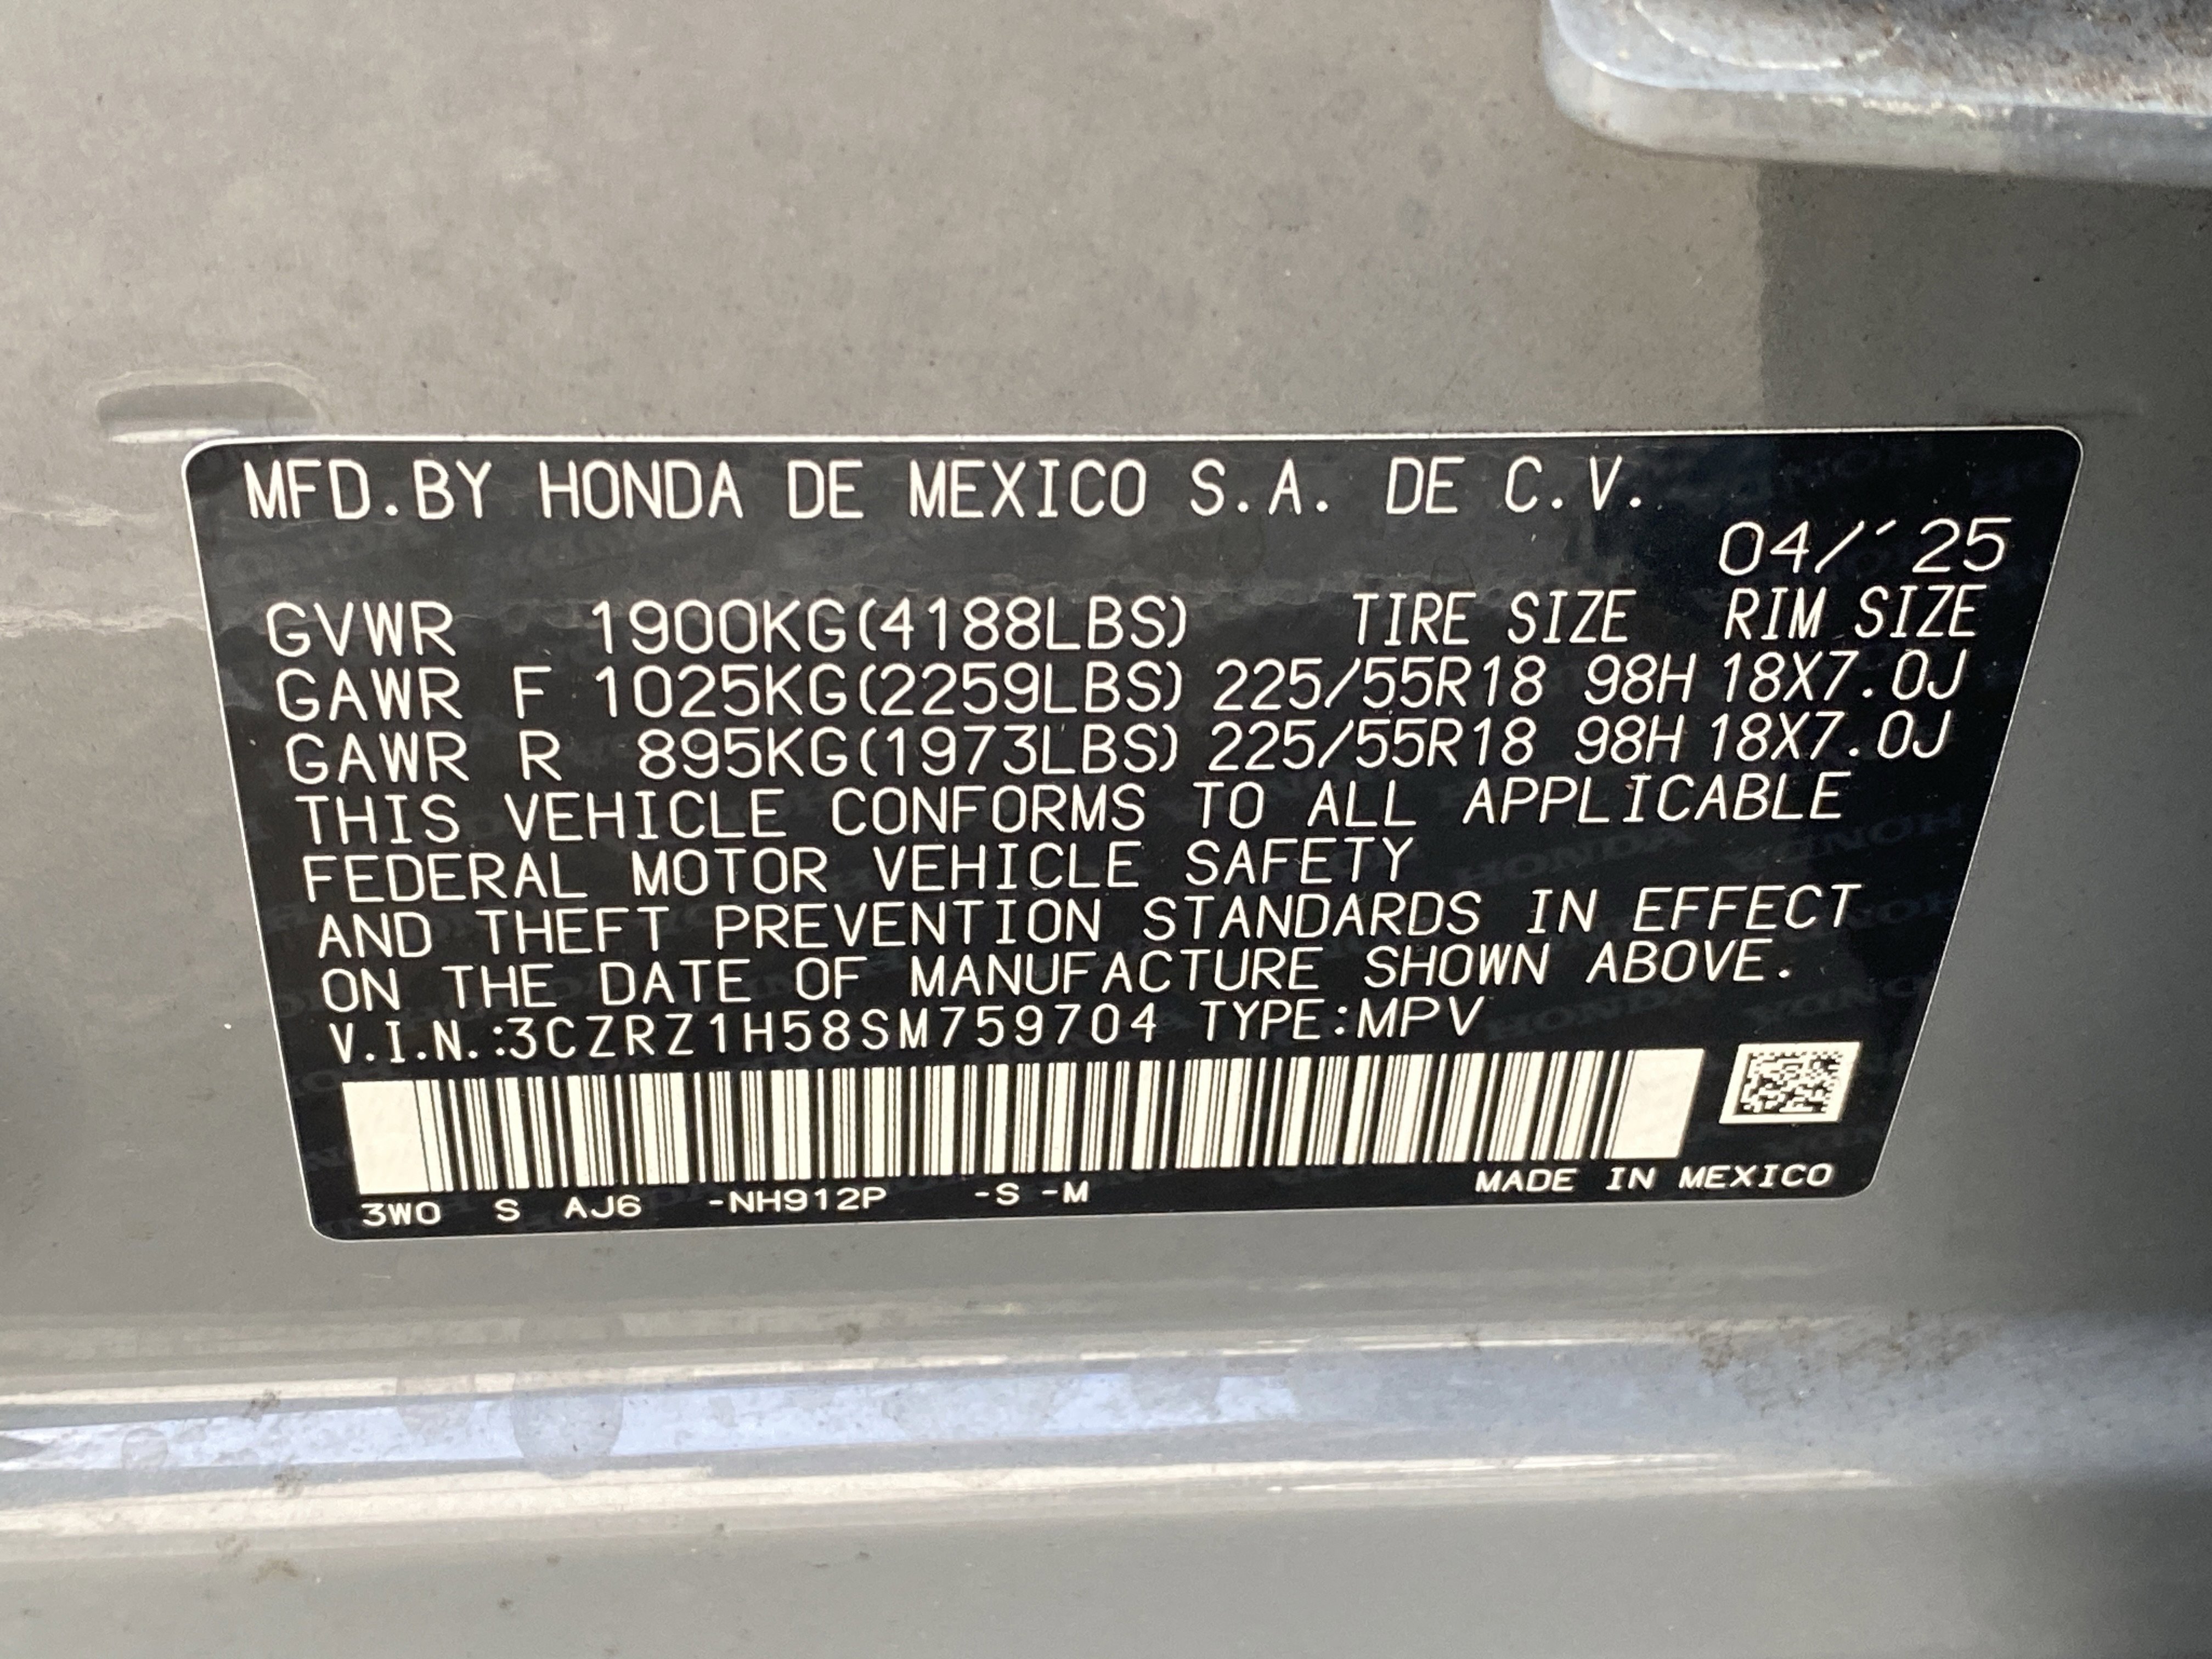 MFD.BY HONDA DE MEXICO S.A. DE C.V.
04/´25
GVWR 1900KG(4188LBS) TIRE SIZE RIM SIZE
GAWR F 1025KG(2259LBS) 225/55R18 98H 18X7.0J
GAWR R 895KG(1973LBS) 225/55R18 98H 18X7.0J
THIS VEHICLE CONFORMS TO ALL APPLICABLE
FEDERAL MOTOR VEHICLE SAFETY
AND THEFT PREVENTION STANDARDS IN EFFECT
ON THE DATE OF MANUFACTURE SHOWN ABOVE.
V.I.N.:3CZRZ1H58SM759704 TYPE:MPV
3W0 S AJ6 -NH912P -S -M MADE IN MEXICO